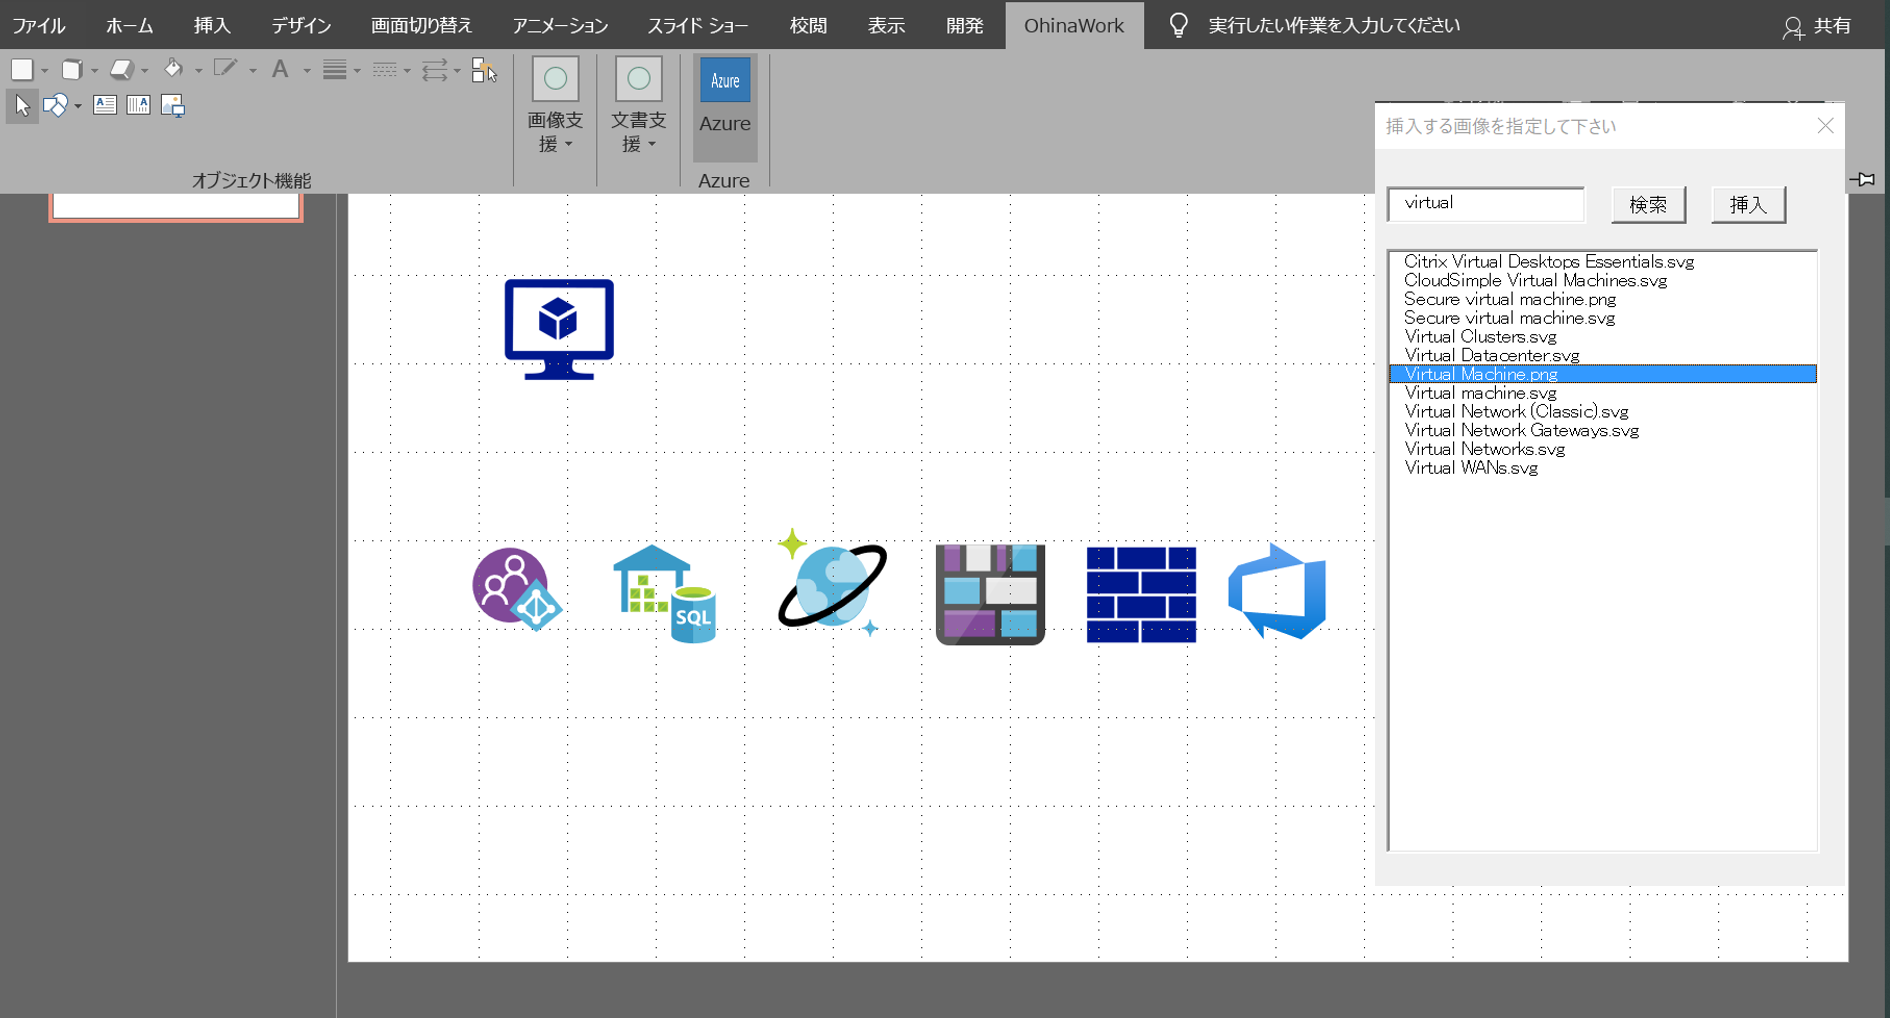 ファイル
ホーム
挿入
デザイン
画面切り替え
アニメーション
スライド ショー
校閲
表示
開発
OhinaWork
実行したい作業を入力してください
共有
画像支
援
文書支
援
Azure
Azure
オブジェクト機能
Azure
挿入する画像を指定して下さい
virtual
検索
挿入
Citrix Virtual Desktops Essentials.svg
CloudSimple Virtual Machines.svg
Secure virtual machine.png
Secure virtual machine.svg
Virtual Clusters.svg
Virtual Datacenter.svg
Virtual Machine.png
Virtual machine.svg
Virtual Network (Classic).svg
Virtual Network Gateways.svg
Virtual Networks.svg
Virtual WANs.svg
SQL